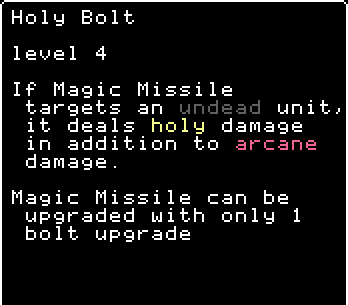 Holy Bolt
level 4
If Magic Missile
targets an undead unit,
it deals holy damage
in addition to arcane
damage.
Magic Missile can be
upgraded with only 1
bolt upgrade